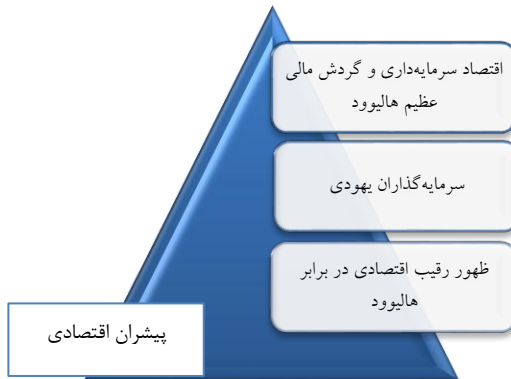 اقتصاد سرمایه‌داری و گردش مالی
عظیم هالیوود
سرمایه‌گذاران یهودی
ظهور رقیب اقتصادی در برابر
هالیوود
پیشران اقتصادی